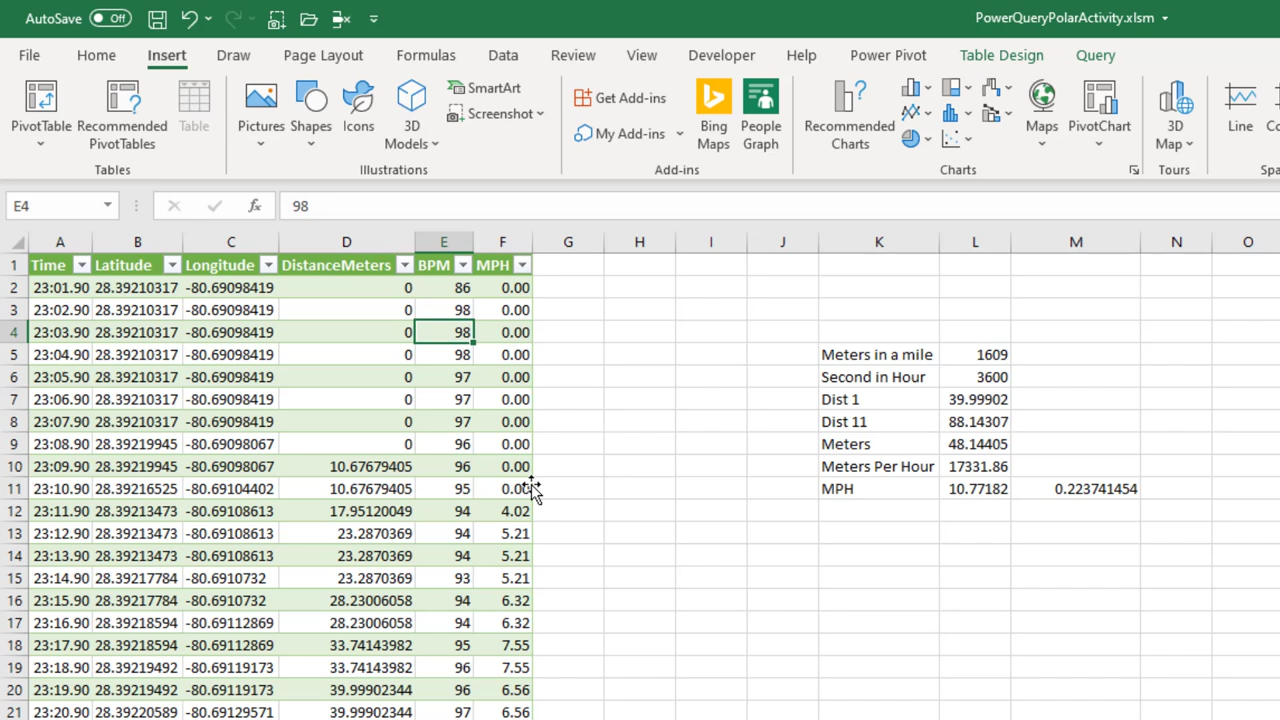 AutoSave Off PowerQueryPolarActivity.xlsm
File Home Insert Draw Page Layout Formulas Data Review View Developer Help Power Pivot Table Design Query
PivotTable Recommended PivotTables Table Pictures Shapes Icons 3D Models SmartArt Screenshot Get Add-ins My Add-ins Bing Maps People Graph Recommended Charts Maps PivotChart 3D Map Line
Tables Illustrations Add-ins Charts Tours
E4 fx 98
A B C D E F G H I J K L M N O
1 Time Latitude Longitude DistanceMeters BPM MPH
2 23:01.90 28.39210317 -80.69098419 0 86 0.00
3 23:02.90 28.39210317 -80.69098419 0 98 0.00
4 23:03.90 28.39210317 -80.69098419 0 98 0.00
5 23:04.90 28.39210317 -80.69098419 0 98 0.00 Meters in a mile 1609
6 23:05.90 28.39210317 -80.69098419 0 97 0.00 Second in Hour 3600
7 23:06.90 28.39210317 -80.69098419 0 97 0.00 Dist 1 39.99902
8 23:07.90 28.39210317 -80.69098419 0 97 0.00 Dist 11 88.14307
9 23:08.90 28.39219945 -80.69098067 0 96 0.00 Meters 48.14405
10 23:09.90 28.39219945 -80.69098067 10.67679405 96 0.00 Meters Per Hour 17331.86
11 23:10.90 28.39216525 -80.69104402 10.67679405 95 0.00 MPH 10.77182 0.223741454
12 23:11.90 28.39213473 -80.69108613 17.95120049 94 4.02
13 23:12.90 28.39213473 -80.69108613 23.2870369 94 5.21
14 23:13.90 28.39213473 -80.69108613 23.2870369 94 5.21
15 23:14.90 28.39217784 -80.6910732 23.2870369 93 5.21
16 23:15.90 28.39217784 -80.6910732 28.23006058 94 6.32
17 23:16.90 28.39218594 -80.69112869 28.23006058 94 6.32
18 23:17.90 28.39218594 -80.69112869 33.74143982 95 7.55
19 23:18.90 28.39219492 -80.69119173 33.74143982 96 7.55
20 23:19.90 28.39219492 -80.69119173 39.99902344 96 6.56
21 23:20.90 28.39220589 -80.69129571 39.99902344 97 6.56